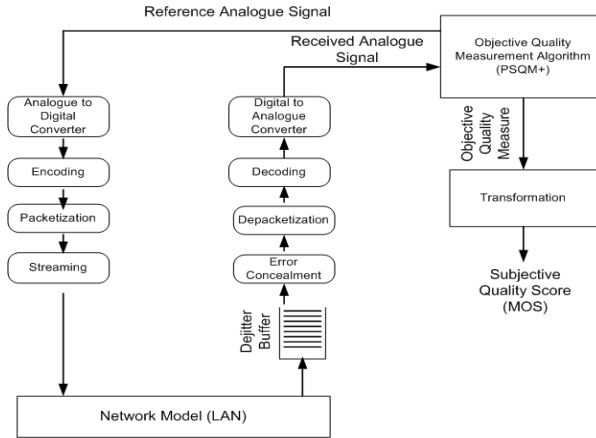 Reference Analogue Signal
Received Analogue
Signal
Objective Quality
Measurement Algorithm
(PSQM+)
Analogue to
Digital
Converter
Digital to
Analogue
Converter
Objective
Quality
Measure
Encoding
Decoding
Transformation
Packetization
Depacketization
Streaming
Error
Concealment
Subjective
Quality Score
(MOS)
Dejitter
Buffer
Network Model (LAN)